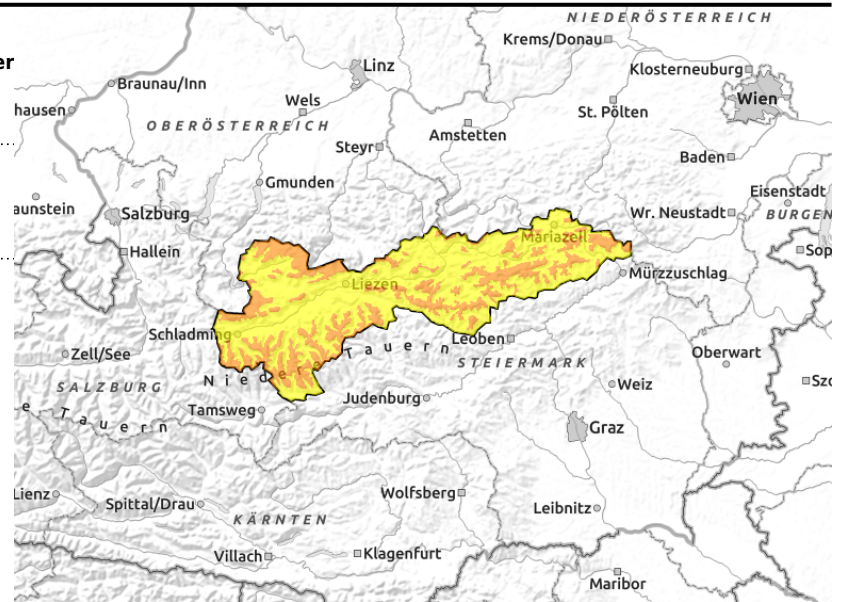 NIEDERÖSTERREICH
Krems/Donau
er
Linz
Klosterneuburg
Braunau/Inn
Wien
Wels
hausen
St. Pölten
OBERÖSTERREICH
Amstetten
Steyr
Baden
Gmunden
Eisenstadt
aunstein
Salzburg
Wr. Neustadt
BURGEN
Mariazell
Hallein
Sop
Mürzzuschlag
Liezen
Schladming
Leoben
Zell/See
Oberwart
STEIERMARK
Niedere Tauern
SALZBURG
Weiz
Szo
Judenburg
Tamsweg
e Tauern
Graz
Lienz
Wolfsberg
Spittal/Drau
Leibnitz
KÄRNTEN
Villach
Klagenfurt
Maribor